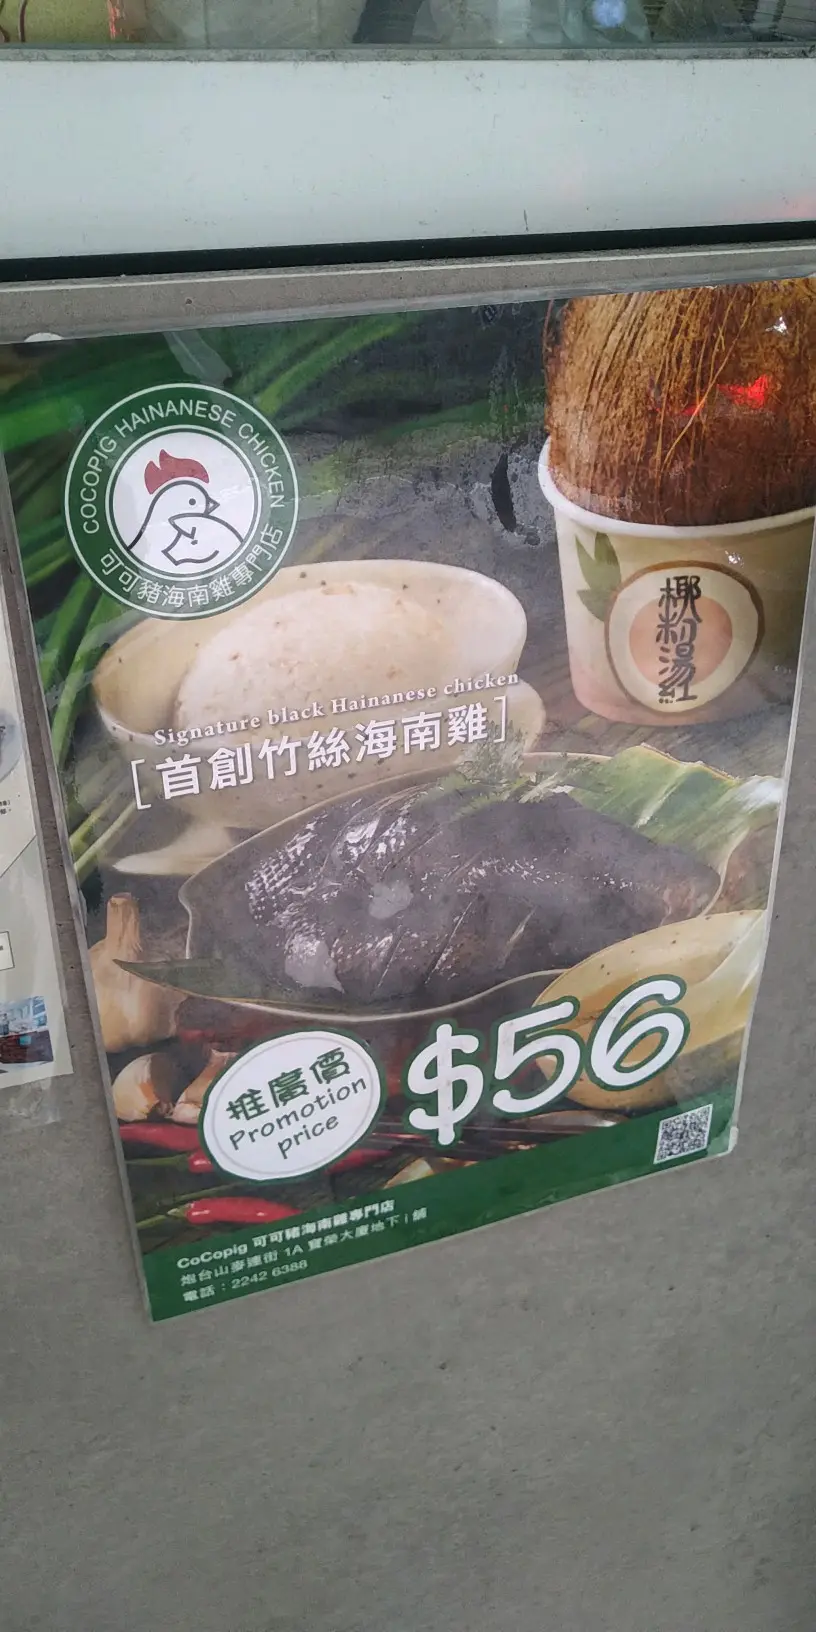 COCOPIG HAINANESE CHICKEN
可可豬海南雞專門店
椰粉湯紅
Signature black Hainanese chicken
[首創竹絲海南雞]
推廣價
Promotion
price
$56
CoCopig 可可豬海南雞專門店
炮台山麥連街 1A 寶榮大廈地下 i 舖
電話：2242 6388